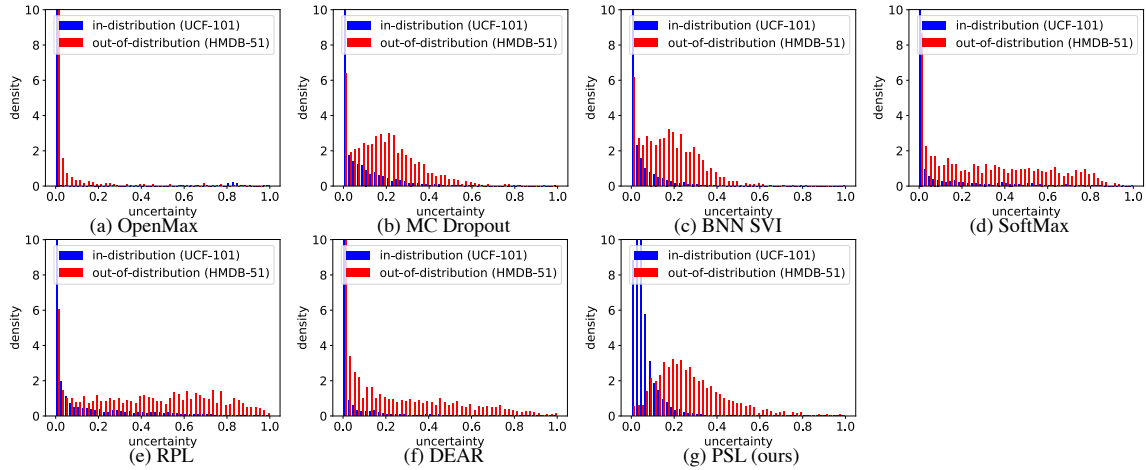 10
8
6
4
2
0
density
in-distribution (UCF-101)
out-of-distribution (HMDB-51)
0.0 0.2 0.4 0.6 0.8 1.0
uncertainty
(a) OpenMax
10
8
6
4
2
0
density
in-distribution (UCF-101)
out-of-distribution (HMDB-51)
0.0 0.2 0.4 0.6 0.8 1.0
uncertainty
(b) MC Dropout
10
8
6
4
2
0
density
in-distribution (UCF-101)
out-of-distribution (HMDB-51)
0.0 0.2 0.4 0.6 0.8 1.0
uncertainty
(c) BNN SVI
10
8
6
4
2
0
density
in-distribution (UCF-101)
out-of-distribution (HMDB-51)
0.0 0.2 0.4 0.6 0.8 1.0
uncertainty
(d) SoftMax
10
8
6
4
2
0
density
in-distribution (UCF-101)
out-of-distribution (HMDB-51)
0.0 0.2 0.4 0.6 0.8 1.0
uncertainty
(e) RPL
10
8
6
4
2
0
density
in-distribution (UCF-101)
out-of-distribution (HMDB-51)
0.0 0.2 0.4 0.6 0.8 1.0
uncertainty
(f) DEAR
10
8
6
4
2
0
density
in-distribution (UCF-101)
out-of-distribution (HMDB-51)
0.0 0.2 0.4 0.6 0.8 1.0
uncertainty
(g) PSL (ours)